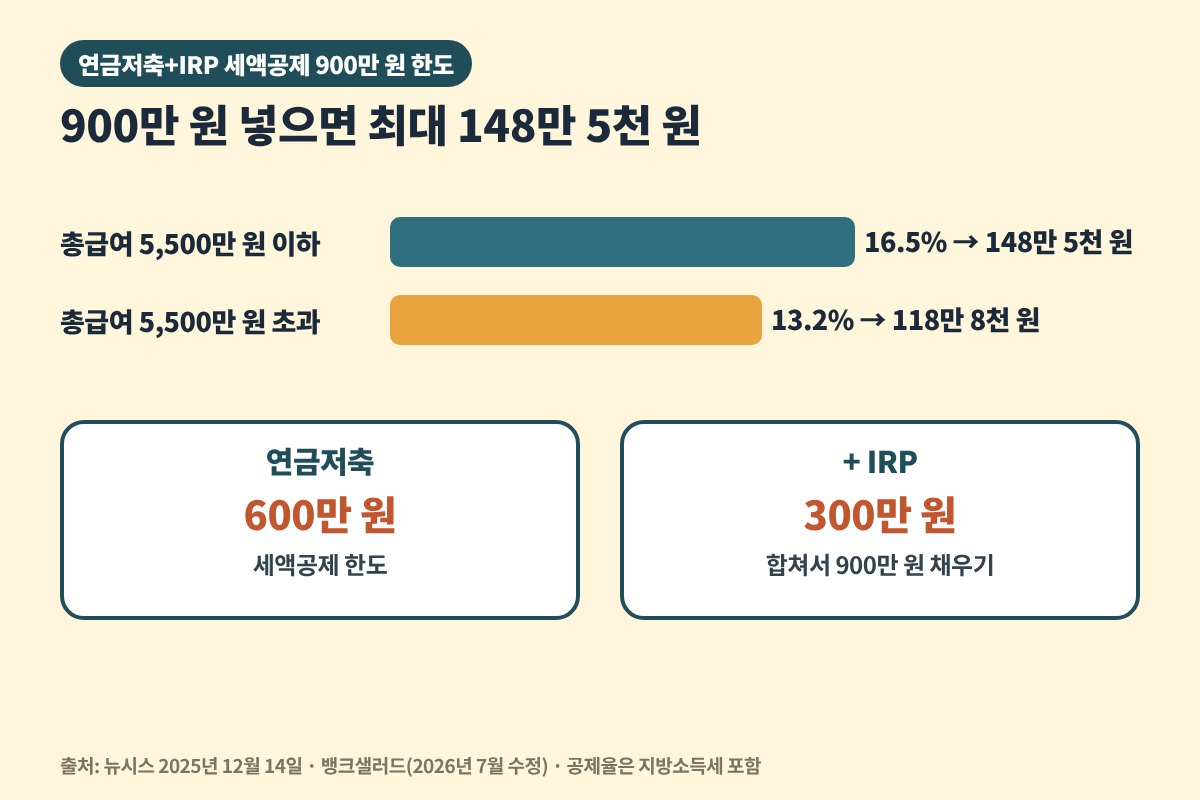 연금저축+IRP 세액공제 900만 원 한도
900만 원 넣으면 최대 148만 5천 원
총급여 5,500만 원 이하
16.5% → 148만 5천 원
총급여 5,500만 원 초과
13.2% → 118만 8천 원
연금저축
600만 원
세액공제 한도
+ IRP
300만 원
합쳐서 900만 원 채우기
출처: 뉴시스 2025년 12월 14일 · 뱅크샐러드(2026년 7월 수정) · 공제율은 지방소득세 포함